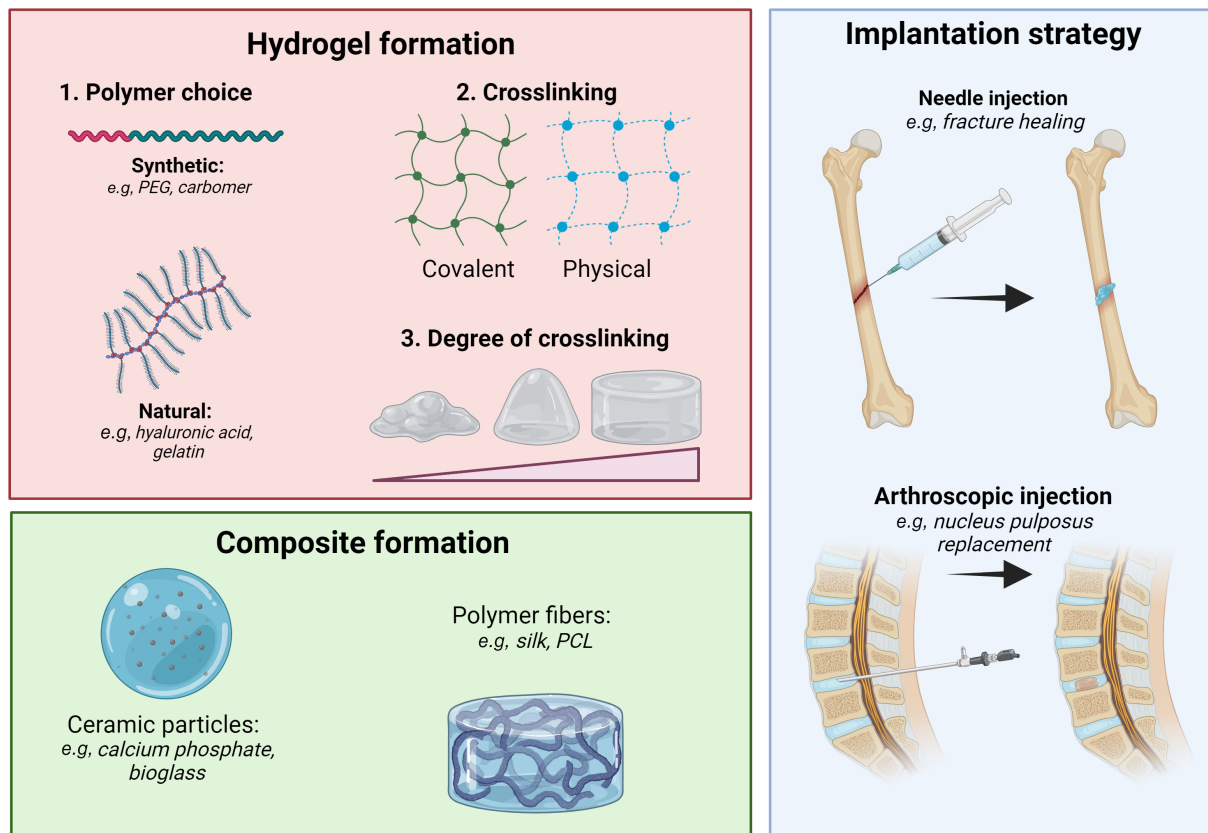 Hydrogel formation
1. Polymer choice
Synthetic:
e.g, PEG, carbomer
Natural:
e.g, hyaluronic acid,
gelatin
2. Crosslinking
Covalent
Physical
3. Degree of crosslinking
Composite formation
Ceramic particles:
e.g, calcium phosphate,
bioglass
Polymer fibers:
e.g, silk, PCL
Implantation strategy
Needle injection
e.g, fracture healing
Arthroscopic injection
e.g, nucleus pulposus
replacement